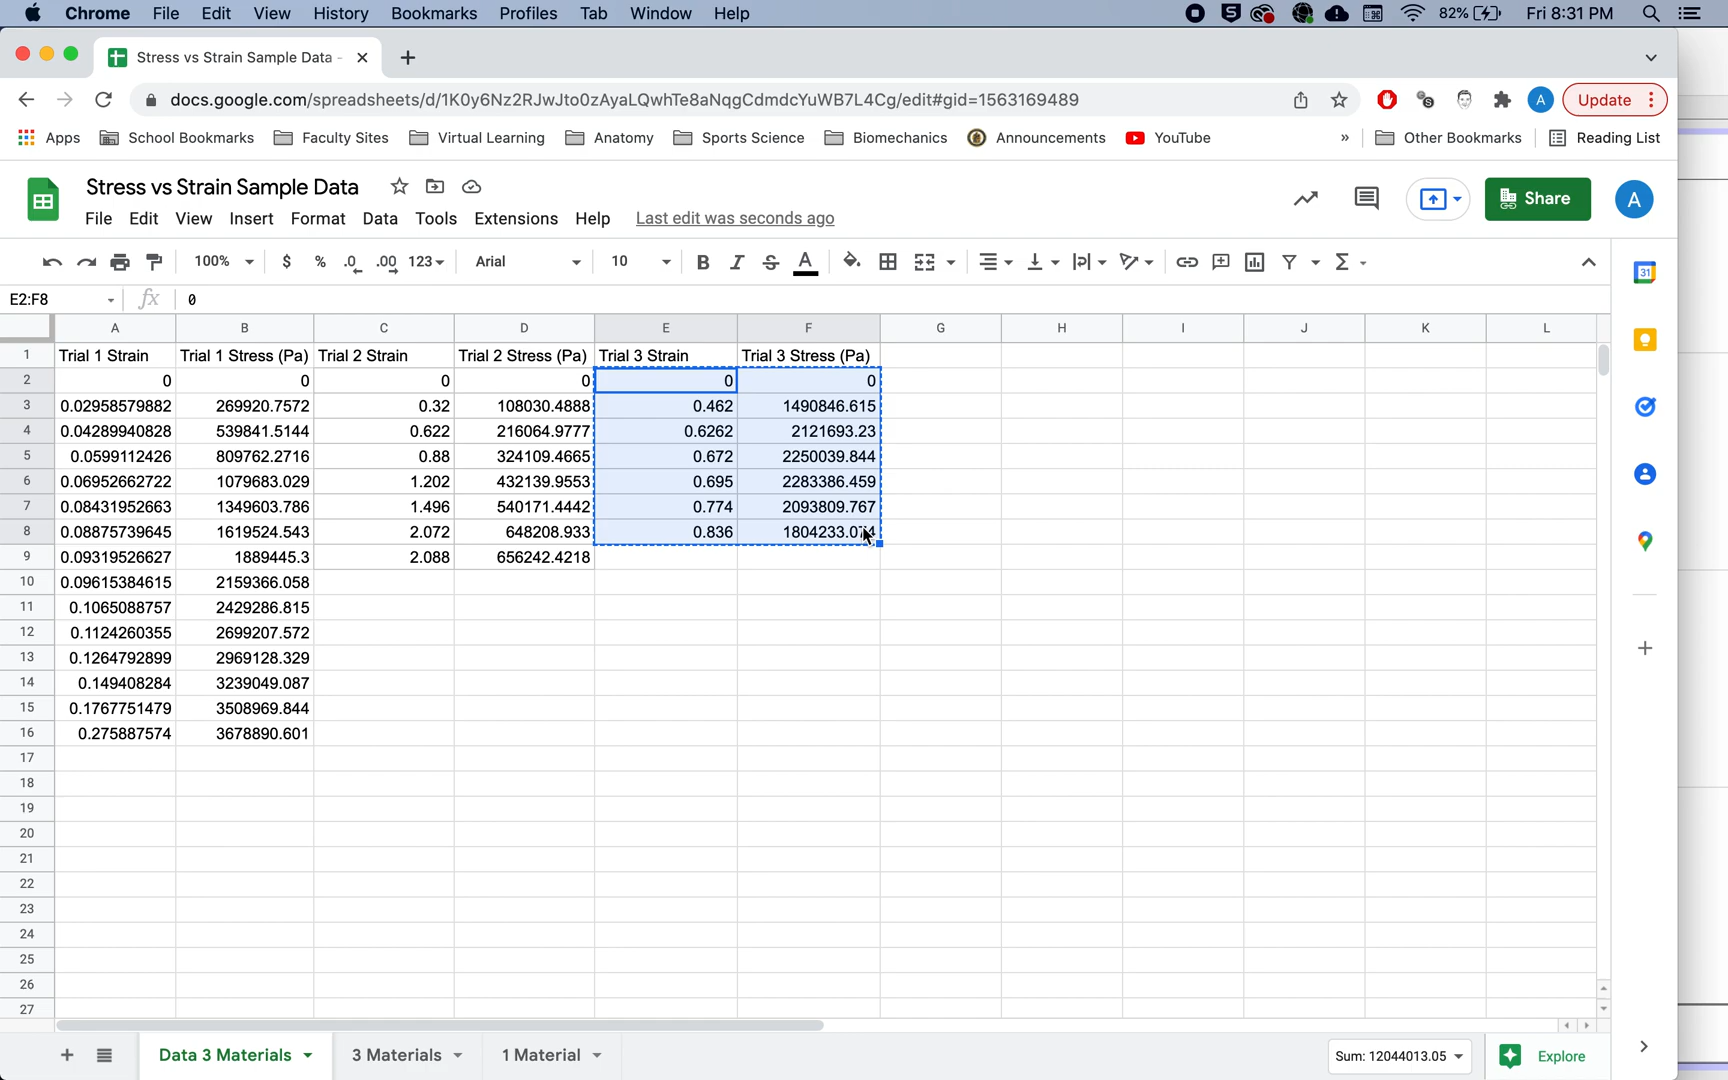 Chrome File Edit View History Bookmarks Profiles Tab Window Help 82% Fri 8:31 PM
Stress vs Strain Sample Data -
docs.google.com/spreadsheets/d/1K0y6Nz2RJwJto0zAyaLQwhTe8aNqgCdmdcYuWB7L4Cg/edit#gid=1563169489 A Update
Apps School Bookmarks Faculty Sites Virtual Learning Anatomy Sports Science Biomechanics Announcements YouTube » Other Bookmarks Reading List
Stress vs Strain Sample Data
File Edit View Insert Format Data Tools Extensions Help Last edit was seconds ago Share A
100% $ % .0 .00 123 Arial 10 B I S A Σ 31
E2:F8 fx 0
A B C D E F G H I J K L
1 Trial 1 Strain Trial 1 Stress (Pa) Trial 2 Strain Trial 2 Stress (Pa) Trial 3 Strain Trial 3 Stress (Pa)
2 0 0 0 0 0 0
3 0.02958579882 269920.7572 0.32 108030.4888 0.462 1490846.615
4 0.04289940828 539841.5144 0.622 216064.9777 0.6262 2121693.23
5 0.0599112426 809762.2716 0.88 324109.4665 0.672 2250039.844
6 0.06952662722 1079683.029 1.202 432139.9553 0.695 2283386.459
7 0.08431952663 1349603.786 1.496 540171.4442 0.774 2093809.767
8 0.08875739645 1619524.543 2.072 648208.933 0.836
9 0.09319526627 1889445.3 2.088 656242.4218
10 0.09615384615 2159366.058
11 0.1065088757 2429286.815
12 0.1124260355 2699207.572
13 0.1264792899 2969128.329
14 0.149408284 3239049.087
15 0.1767751479 3508969.844
16 0.275887574 3678890.601
17
18
19
20
21
22
23
24
25
26
27
Data 3 Materials 3 Materials 1 Material Sum: 12044013.05 Explore